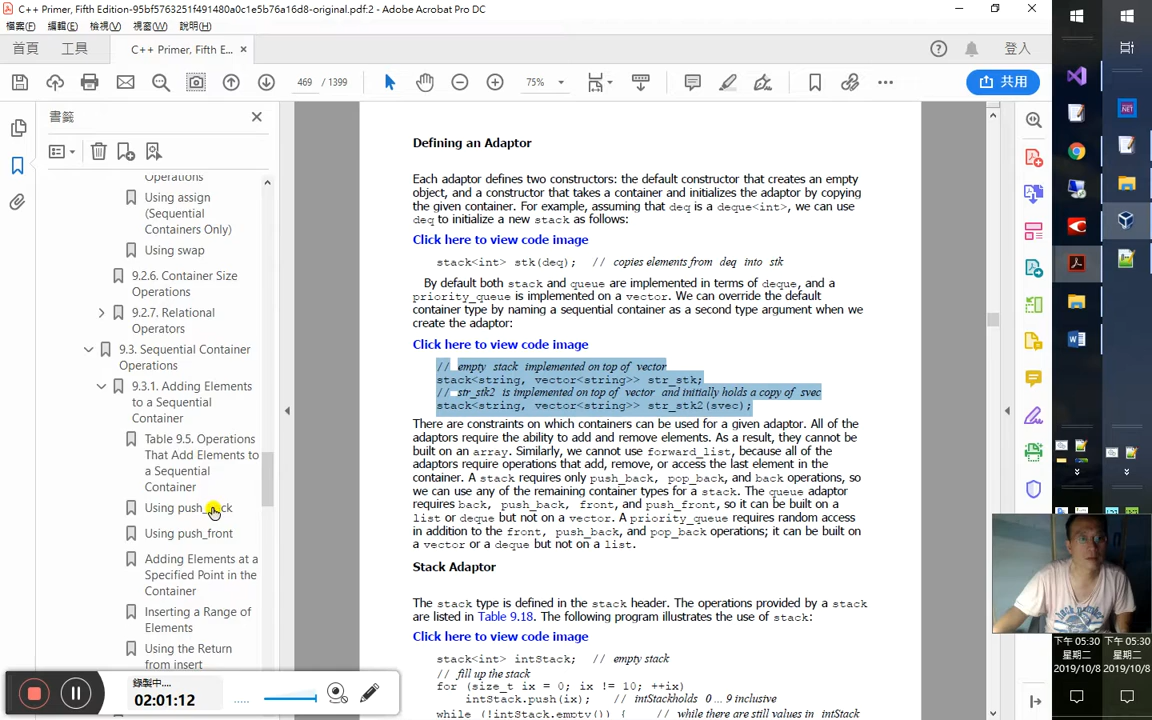 C++ Primer, Fifth Edition-95bf5763251f491480a0c1e5b76a16d8-original.pdf:2 - Adobe Acrobat Pro DC
檔案(F) 編輯(E) 檢視(V) 視窗(W) 說明(H)
首頁 工具 C++ Primer, Fifth E... × 登入
469 / 1399 75% 共用
書籤
Operations
Using assign
(Sequential
Containers Only)
Using swap
9.2.6. Container Size
Operations
9.2.7. Relational
Operators
9.3. Sequential Container
Operations
9.3.1. Adding Elements
to a Sequential
Container
Table 9.5. Operations
That Add Elements to
a Sequential
Container
Using push_back
Using push_front
Adding Elements at a
Specified Point in the
Container
Inserting a Range of
Elements
Using the Return
from insert
Defining an Adaptor
Each adaptor defines two constructors: the default constructor that creates an empty
object, and a constructor that takes a container and initializes the adaptor by copying
the given container. For example, assuming that deq is a deque<int>, we can use
deq to initialize a new stack as follows:
Click here to view code image
stack<int> stk(deq); // copies elements from deq into stk
By default both stack and queue are implemented in terms of deque, and a
priority_queue is implemented on a vector. We can override the default
container type by naming a sequential container as a second type argument when we
create the adaptor:
Click here to view code image
// empty stack implemented on top of vector
stack<string, vector<string>> str_stk;
// str_stk2 is implemented on top of vector and initially holds a copy of svec
stack<string, vector<string>> str_stk2(svec);
There are constraints on which containers can be used for a given adaptor. All of the
adaptors require the ability to add and remove elements. As a result, they cannot be
built on an array. Similarly, we cannot use forward_list, because all of the
adaptors require operations that add, remove, or access the last element in the
container. A stack requires only push_back, pop_back, and back operations, so
we can use any of the remaining container types for a stack. The queue adaptor
requires back, push_back, front, and push_front, so it can be built on a
list or deque but not on a vector. A priority_queue requires random access
in addition to the front, push_back, and pop_back operations; it can be built on
a vector or a deque but not on a list.
Stack Adaptor
The stack type is defined in the stack header. The operations provided by a stack
are listed in Table 9.18. The following program illustrates the use of stack:
Click here to view code image
stack<int> intStack; // empty stack
// fill up the stack
for (size_t ix = 0; ix != 10; ++ix)
intStack.push(ix); // intStackholds 0 ... 9 inclusive
while (!intStack.empty()) { // while there are still values in intStack
錄製中....
02:01:12
下午 05:30 下午 05:30
星期二 星期二
2019/10/8 2019/10/8